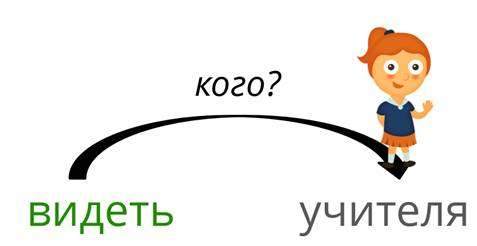 кого?
видеть учителя